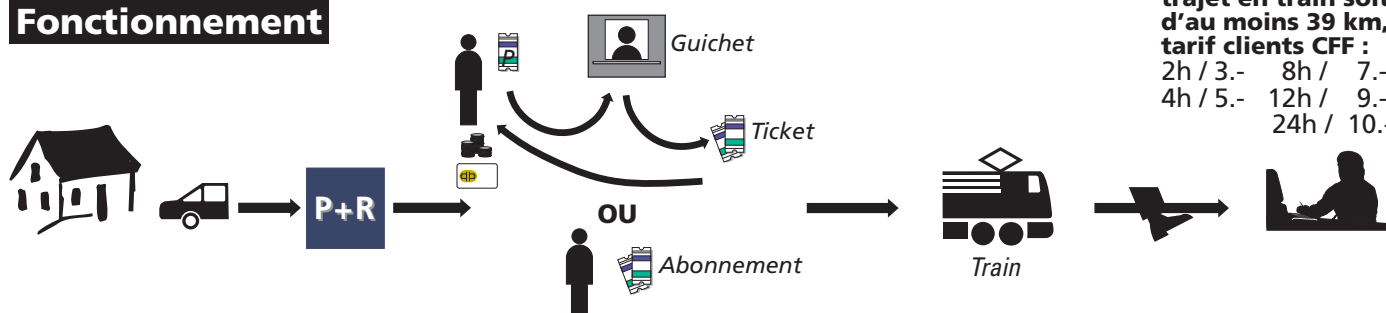 Fonctionnement
trajet en train soit
d'au moins 39 km,
tarif clients CFF :
2h / 3.- 8h / 7.-
4h / 5.- 12h / 9.-
24h / 10.-
P
Guichet
Ticket
P+R
OU
Abonnement
Train